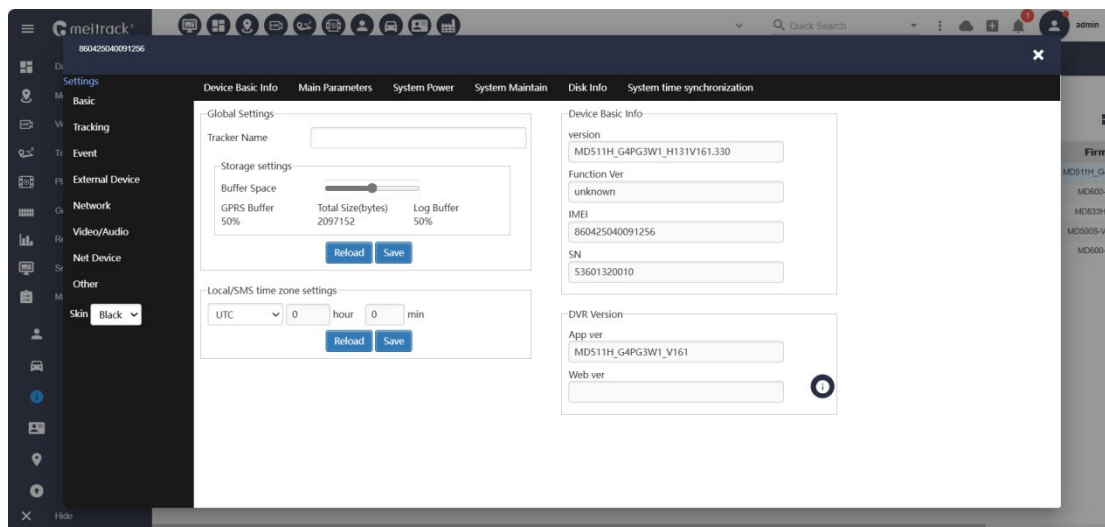 meitrack
Quick Search
1
admin
860425040091256
Settings
Basic
Tracking
Event
External Device
Network
Video/Audio
Net Device
Other
Skin Black
Hide
Device Basic Info Main Parameters System Power System Maintain Disk Info System time synchronization
Global Settings
Tracker Name
Storage settings
Buffer Space
GPRS Buffer Total Size(bytes) Log Buffer
50% 2097152 50%
Reload Save
Local/SMS time zone settings
UTC 0 hour 0 min
Reload Save
Device Basic Info
version
MD511H_G4PG3W1_H131V161.330
Function Ver
unknown
IMEI
860425040091256
SN
53601320010
DVR Version
App ver
MD511H_G4PG3W1_V161
Web ver
Firm
MD511H_G4
MD600-
MD833H
MD500S-V
MD600-